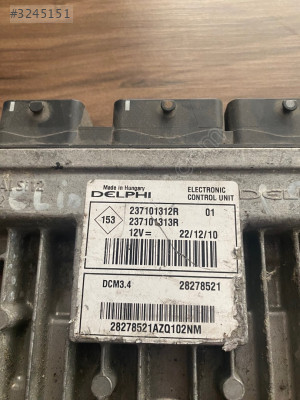 #3245151
Made in Hungary
DELPHI
ELECTRONIC
CONTROL UNIT
153
237101312R 01
237101313R
12V= 22/12/10
DCM3.4 28278521
28278521AZQ102NM